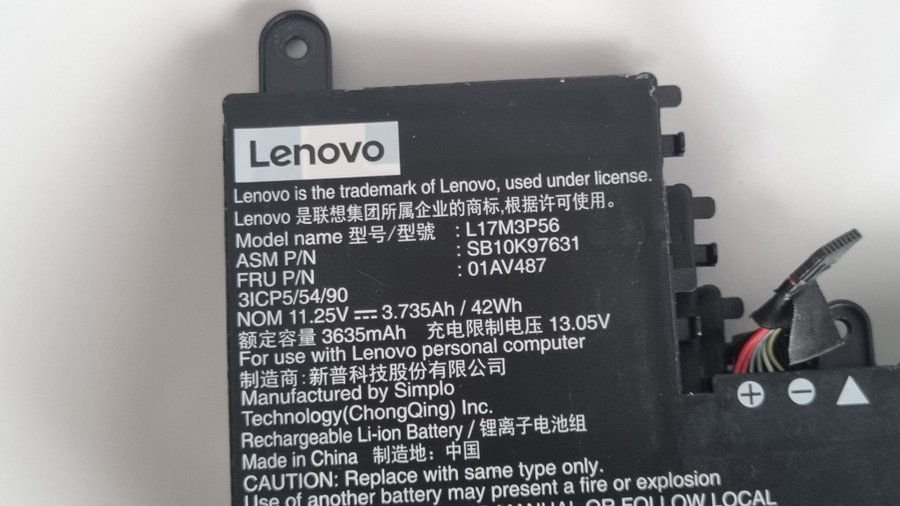 Lenovo
Lenovo is the trademark of Lenovo, used under license.
Lenovo 是联想集团所属企业的商标,根据许可使用。
Model name 型号/型號 : L17M3P56
ASM P/N : SB10K97631
FRU P/N : 01AV487
3ICP5/54/90
NOM 11.25V ⎓ 3.735Ah / 42Wh
额定容量 3635mAh 充电限制电压 13.05V
For use with Lenovo personal computer
制造商: 新普科技股份有限公司
Manufactured by Simplo
Technology(ChongQing) Inc.
Rechargeable Li-ion Battery / 锂离子电池组
Made in China 制造地: 中国
CAUTION: Replace with same type only.
Use of another battery may present a fire or explosion
MANUAL OR FOLLOW LOCAL